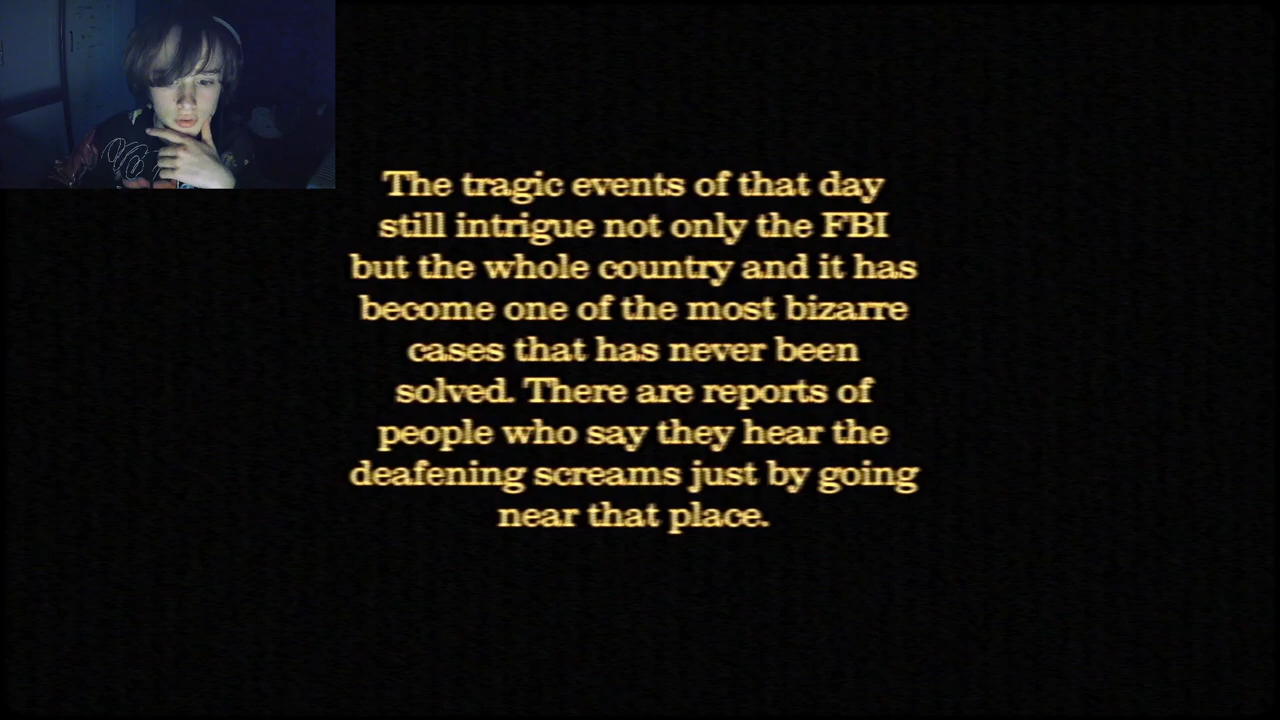 The tragic events of that day
still intrigue not only the FBI
but the whole country and it has
become one of the most bizarre
cases that has never been
solved. There are reports of
people who say they hear the
deafening screams just by going
near that place.